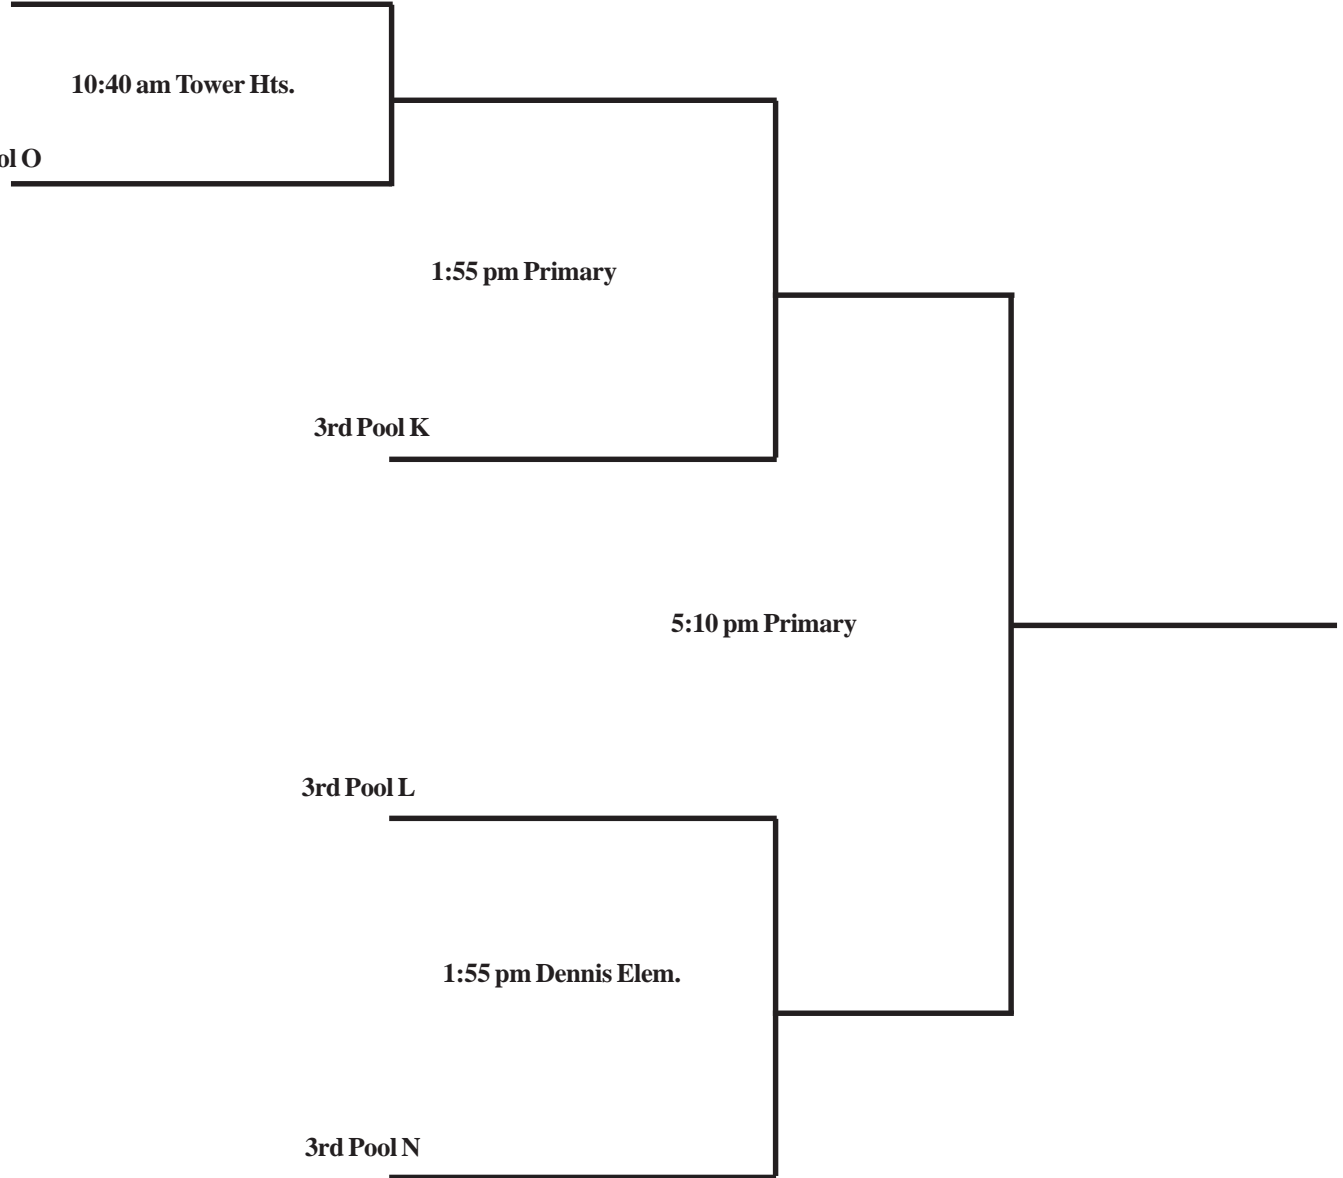 10:40 am Tower Hts.
ol O
1:55 pm Primary
3rd Pool K
5:10 pm Primary
3rd Pool L
1:55 pm Dennis Elem.
3rd Pool N